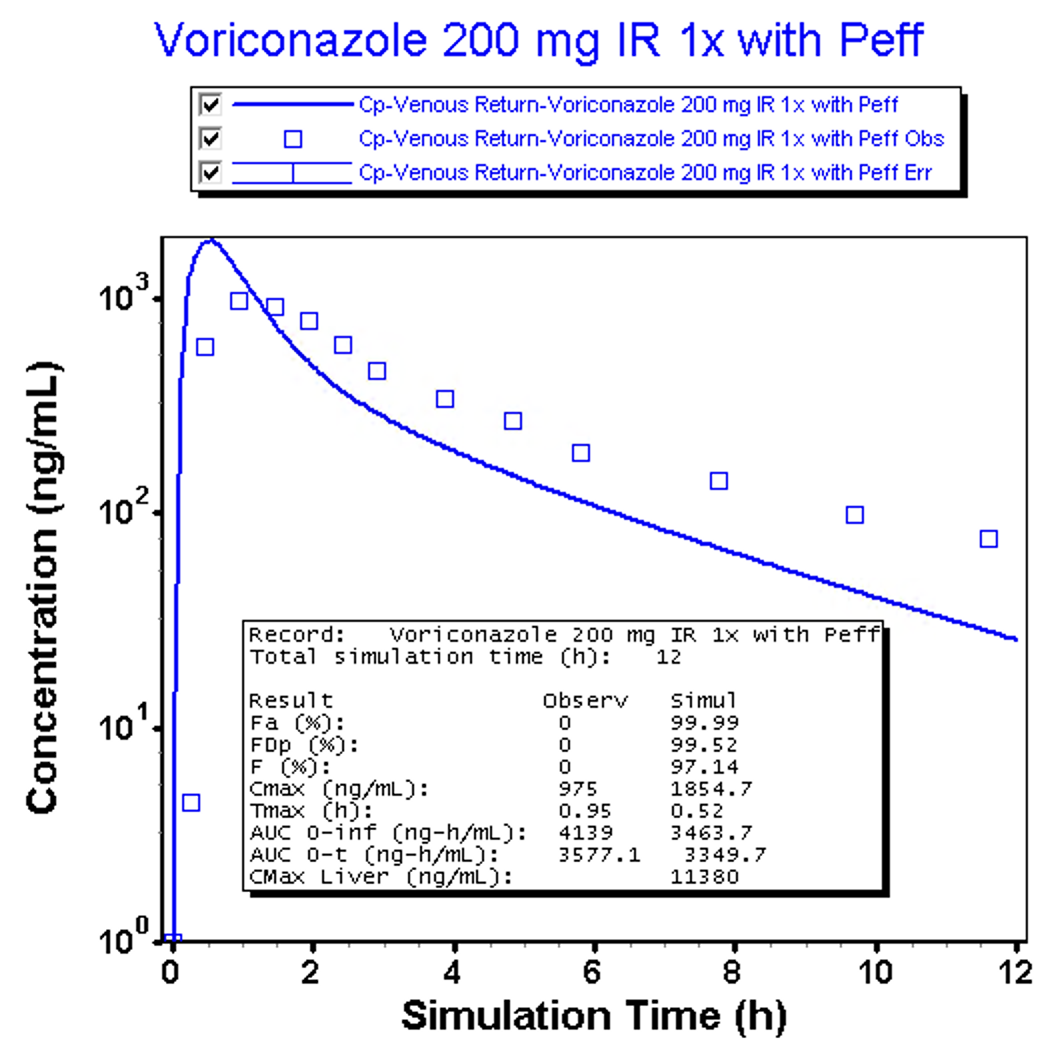 Voriconazole 200 mg IR 1x with Peff
Cp-Venous Return-Voriconazole 200 mg IR 1x with Peff
Cp-Venous Return-Voriconazole 200 mg IR 1x with Peff Obs
Cp-Venous Return-Voriconazole 200 mg IR 1x with Peff Err
Concentration (ng/mL)
10³
10²
10¹
10⁰
Record: Voriconazole 200 mg IR 1x with Peff
Total simulation time (h): 12
Result Observ Simul
Fa (%): 0 99.99
FDp (%): 0 99.52
F (%): 0 97.14
Cmax (ng/mL): 975 1854.7
Tmax (h): 0.95 0.52
AUC 0-inf (ng-h/mL): 4139 3463.7
AUC 0-t (ng-h/mL): 3577.1 3349.7
CMax Liver (ng/mL): 11380
0 2 4 6 8 10 12
Simulation Time (h)